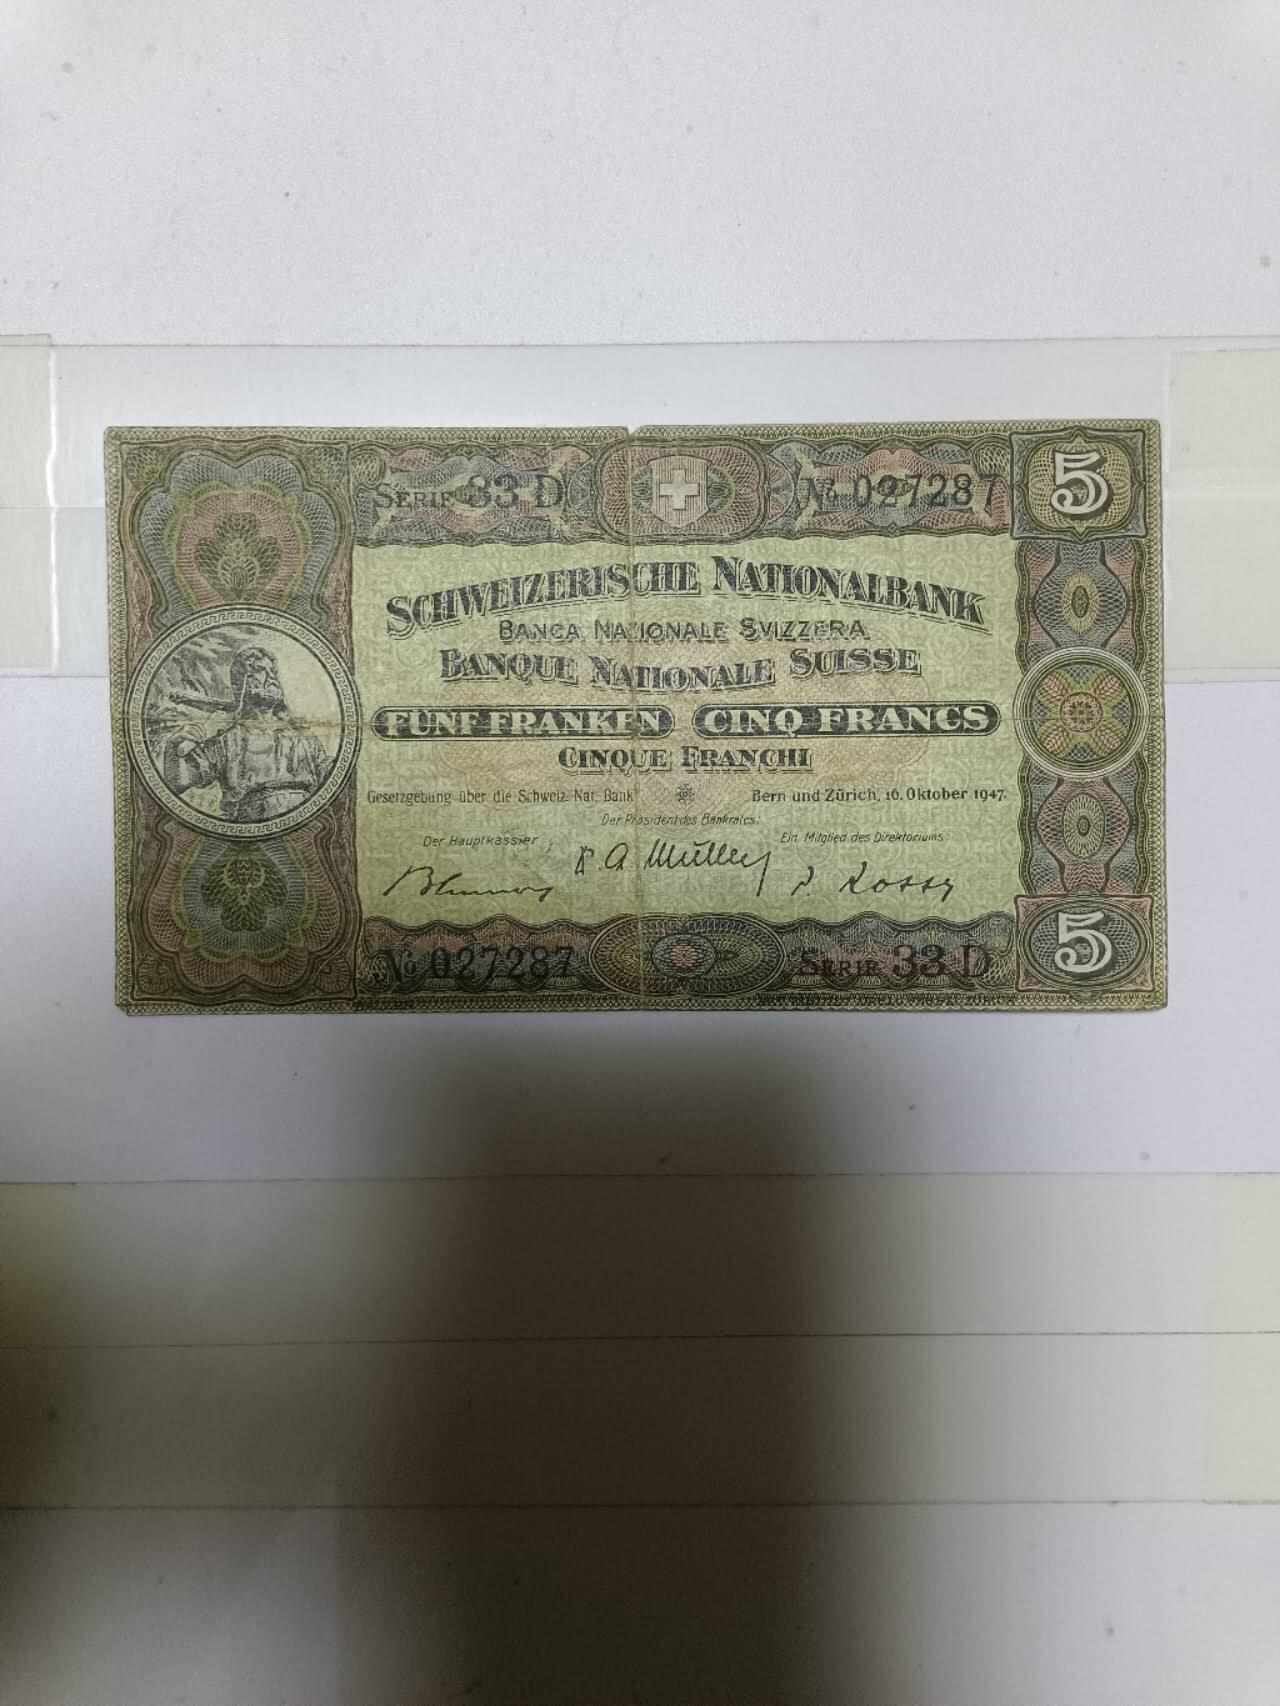 SERIE 33 D
No 027287
5
SCHWEIZERISCHE NATIONALBANK
BANCA NAZIONALE SVIZZERA
BANQUE NATIONALE SUISSE
FÜNF FRANKEN CINQ FRANCS
CINQUE FRANCHI
Gesetzgebung über die Schweiz. Nat. Bank
Bern und Zürich, 16. Oktober 1947.
Der Präsident des Bankrates:
Der Hauptkassier
Ein Mitglied des Direktoriums:
A. Müller
P. Rossy
No 027287
SERIE 33 D
5